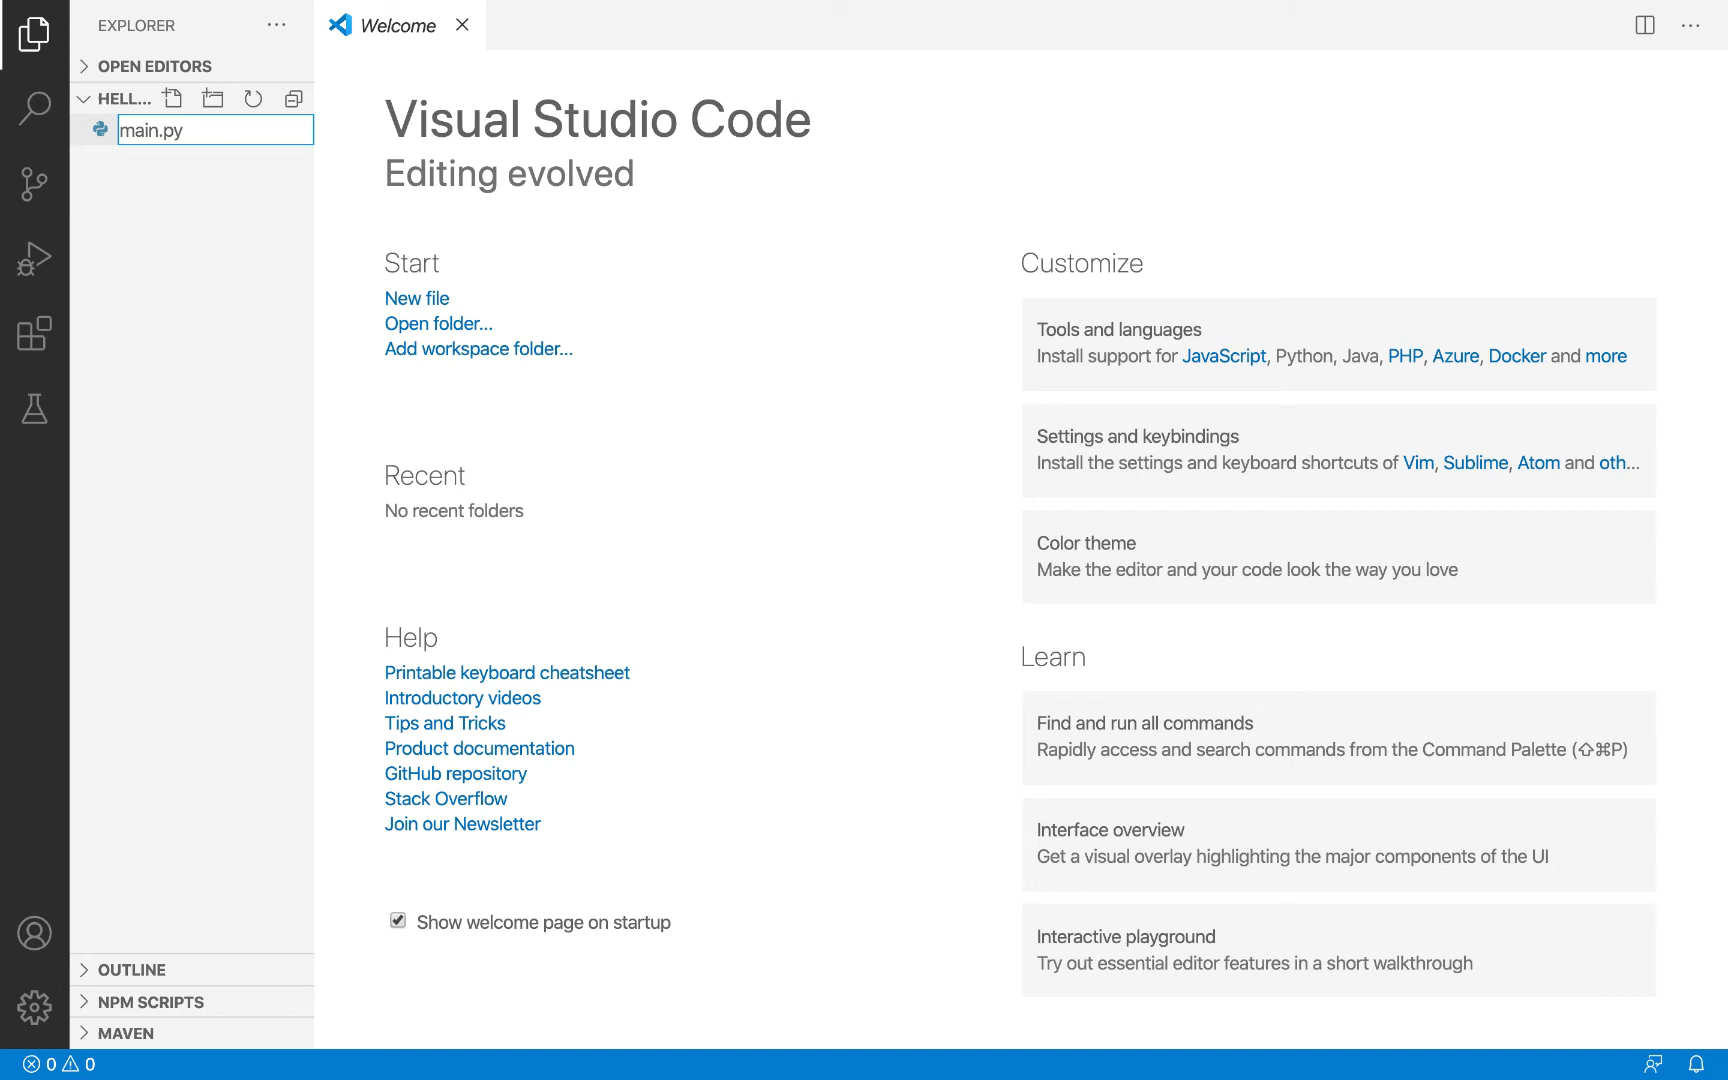 EXPLORER
OPEN EDITORS
HELL...
main.py
OUTLINE
NPM SCRIPTS
MAVEN
Welcome
Visual Studio Code
Editing evolved
Start
New file
Open folder...
Add workspace folder...
Recent
No recent folders
Help
Printable keyboard cheatsheet
Introductory videos
Tips and Tricks
Product documentation
GitHub repository
Stack Overflow
Join our Newsletter
Show welcome page on startup
Customize
Tools and languages
Install support for JavaScript, Python, Java, PHP, Azure, Docker and more
Settings and keybindings
Install the settings and keyboard shortcuts of Vim, Sublime, Atom and oth...
Color theme
Make the editor and your code look the way you love
Learn
Find and run all commands
Rapidly access and search commands from the Command Palette (⇧⌘P)
Interface overview
Get a visual overlay highlighting the major components of the UI
Interactive playground
Try out essential editor features in a short walkthrough
0 0